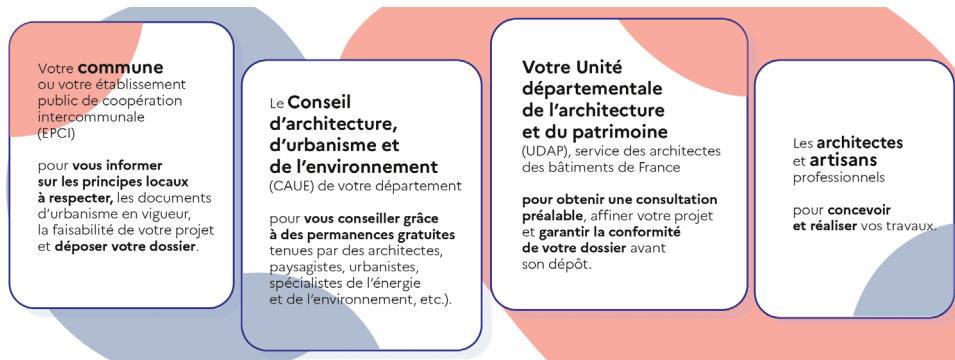 Votre commune
ou votre établissement
public de coopération
intercommunale
(EPCI)
pour vous informer
sur les principes locaux
à respecter, les documents
d'urbanisme en vigueur,
la faisabilité de votre projet
et déposer votre dossier.
Le Conseil
d'architecture,
d'urbanisme et
de l'environnement
(CAUE) de votre département
pour vous conseiller grâce
à des permanences gratuites
tenues par des architectes,
paysagistes, urbanistes,
spécialistes de l'énergie
et de l'environnement, etc.).
Votre Unité
départementale
de l'architecture
et du patrimoine
(UDAP), service des architectes
des bâtiments de France
pour obtenir une consultation
préalable, affiner votre projet
et garantir la conformité
de votre dossier avant
son dépôt.
Les architectes
et artisans
professionnels
pour concevoir
et réaliser vos travaux.